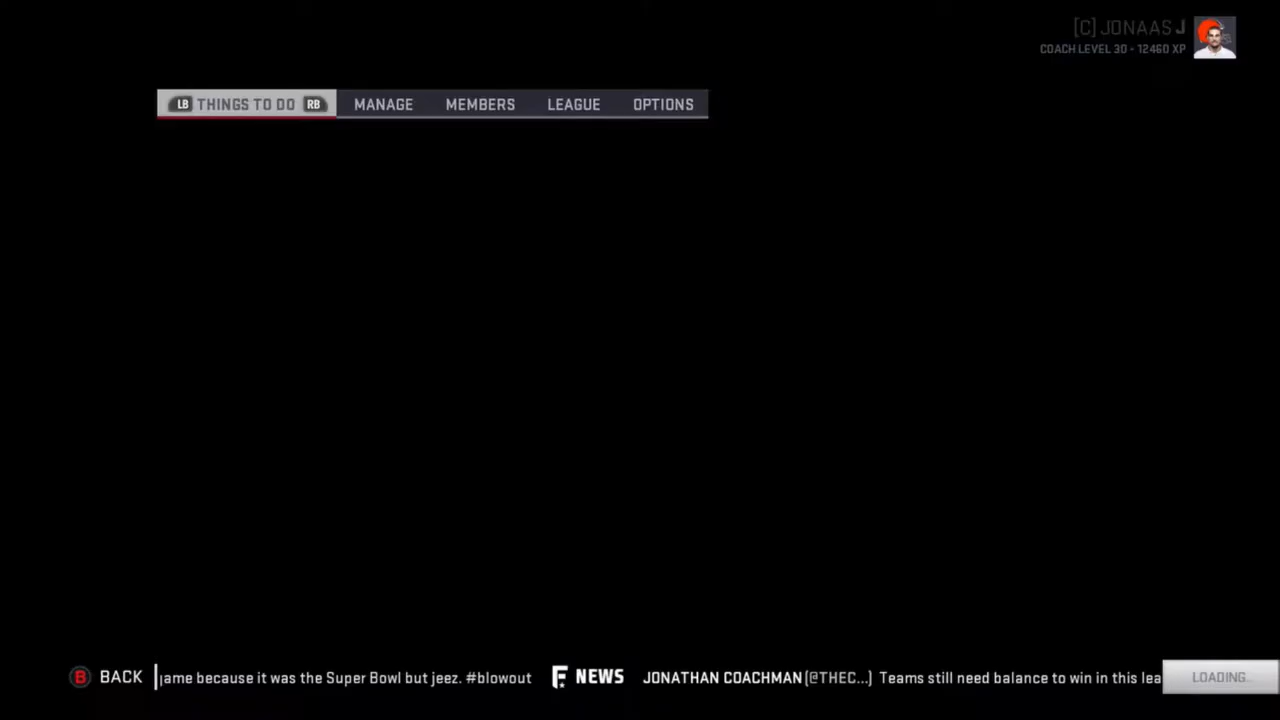 [C] JONAAS J
COACH LEVEL 30 - 12460 XP
LB THINGS TO DO RB MANAGE MEMBERS LEAGUE OPTIONS
B BACK ame because it was the Super Bowl but jeez. #blowout F NEWS JONATHAN COACHMAN [@THEC...] Teams still need balance to win in this lea LOADING..